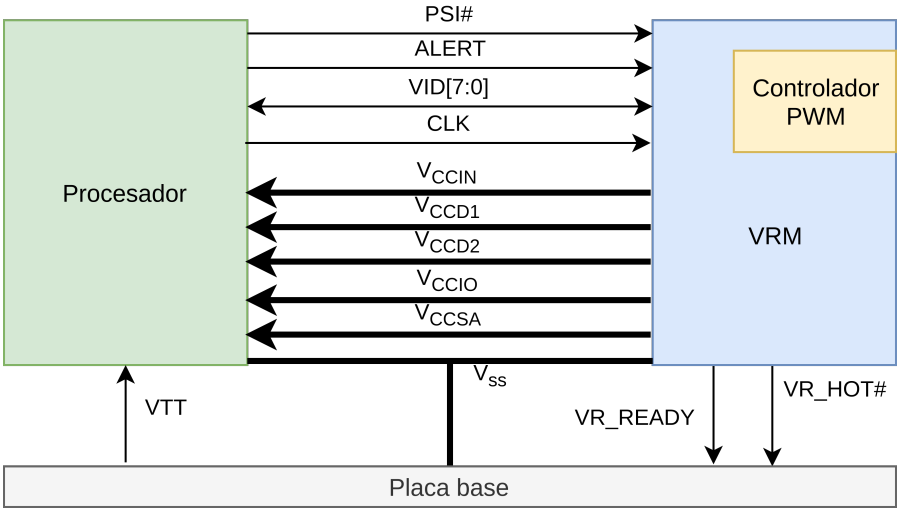 PSI#
ALERT
VID[7:0]
CLK
Procesador
Controlador
PWM
VRM
VCCIN
VCCD1
VCCD2
VCCIO
VCCSA
Vss
VTT
VR_READY
VR_HOT#
Placa base